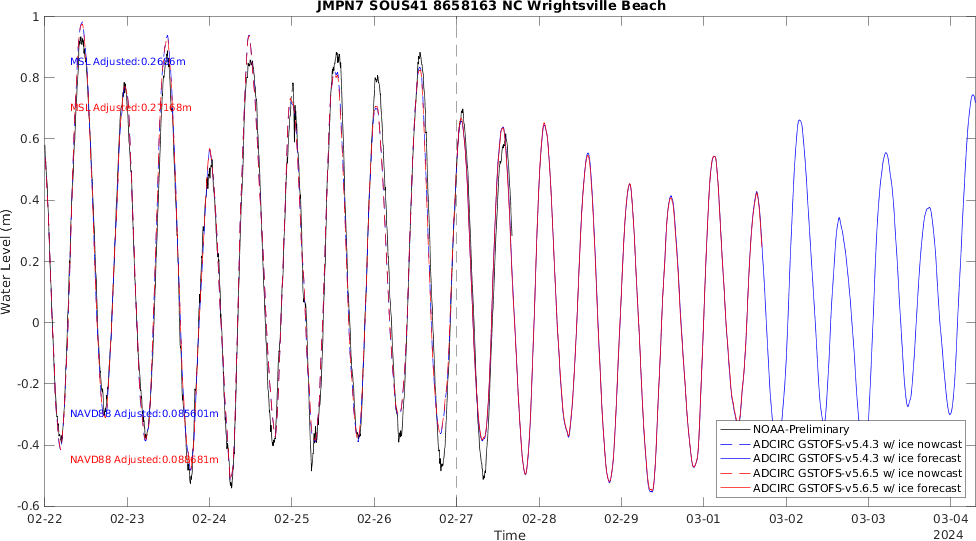 JMPN7 SOUS41 8658163 NC Wrightsville Beach
1
0.8
0.6
0.4
0.2
0
-0.2
-0.4
-0.6
Water Level (m)
MSL Adjusted:0.2686m
MSL Adjusted:0.27168m
NAVD88 Adjusted:0.085601m
NAVD88 Adjusted:0.088681m
NOAA-Preliminary
ADCIRC GSTOFS-v5.4.3 w/ ice nowcast
ADCIRC GSTOFS-v5.4.3 w/ ice forecast
ADCIRC GSTOFS-v5.6.5 w/ ice nowcast
ADCIRC GSTOFS-v5.6.5 w/ ice forecast
02-22 02-23 02-24 02-25 02-26 02-27 02-28 02-29 03-01 03-02 03-03 03-04
Time
2024